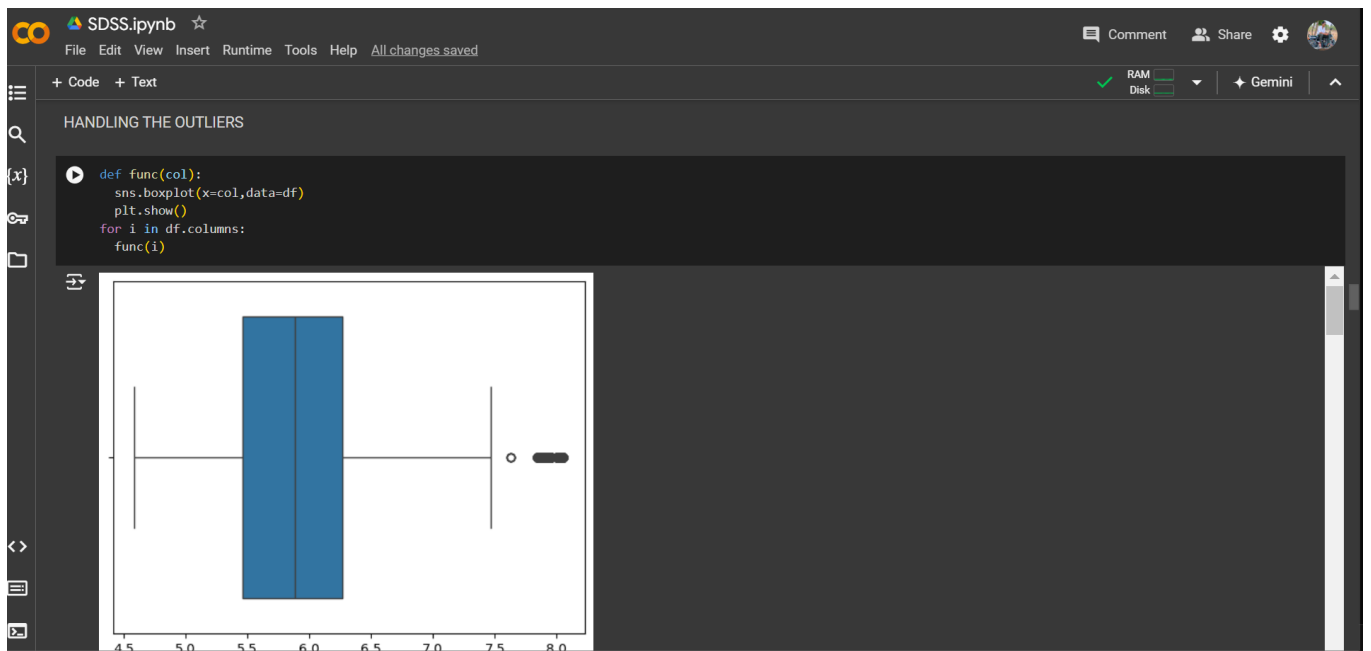 SDSS.ipynb
File Edit View Insert Runtime Tools Help All changes saved
Comment Share
+ Code + Text
RAM
Disk
Gemini
HANDLING THE OUTLIERS
{x}
def func(col):
  sns.boxplot(x=col,data=df)
  plt.show()
for i in df.columns:
  func(i)
4.5 5.0 5.5 6.0 6.5 7.0 7.5 8.0